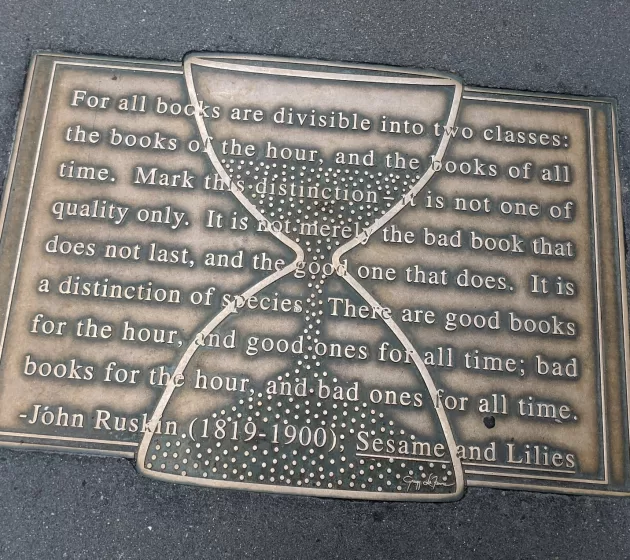 For all books are divisible into two classes:
the books of the hour, and the books of all
time. Mark this distinction – it is not one of
quality only. It is not merely the bad book that
does not last, and the good one that does. It is
a distinction of species. There are good books
for the hour, and good ones for all time; bad
books for the hour, and bad ones for all time.
-John Ruskin (1819-1900); Sesame and Lilies